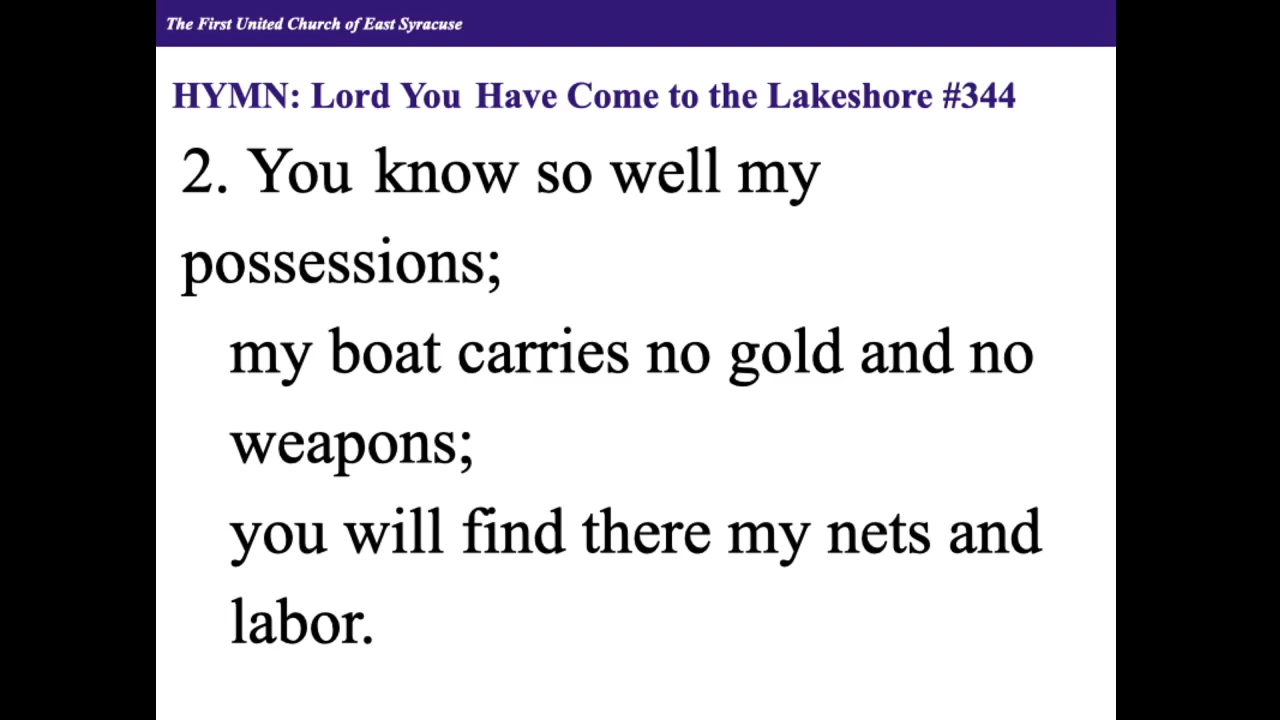 The First United Church of East Syracuse
HYMN: Lord You Have Come to the Lakeshore #344
2. You know so well my
possessions;
my boat carries no gold and no
weapons;
you will find there my nets and
labor.